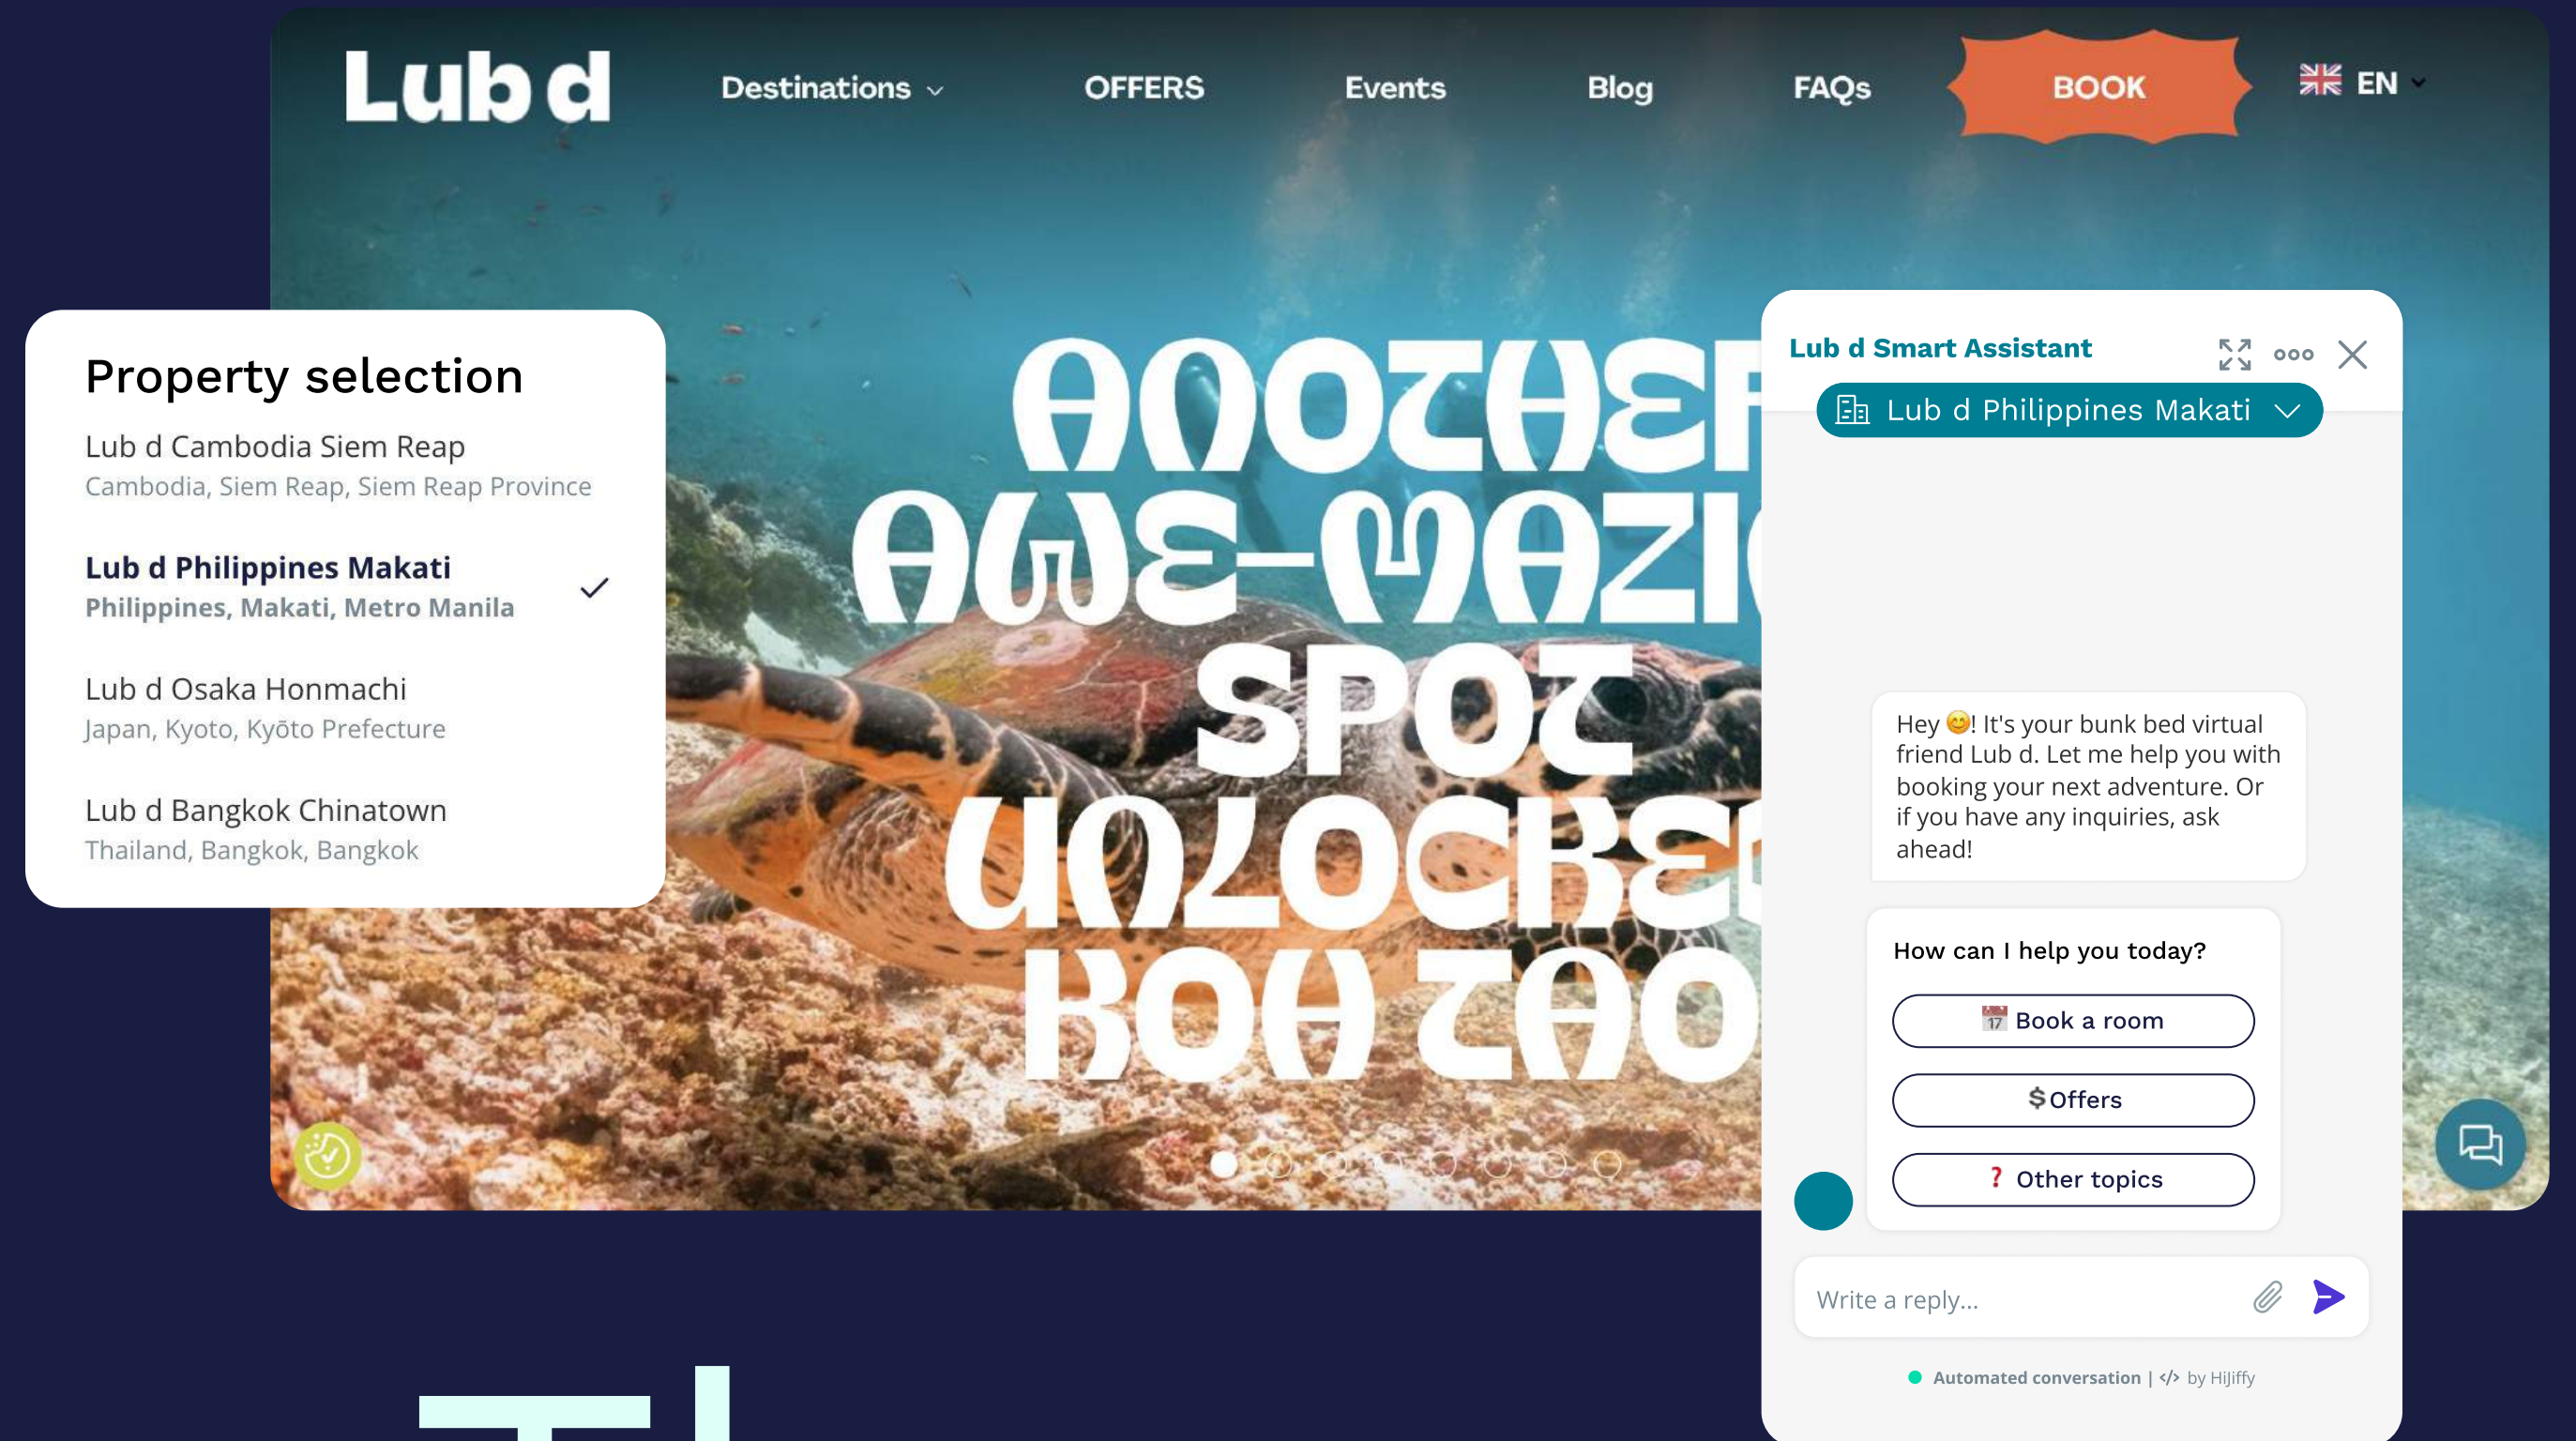 Lub d
Destinations
OFFERS
Events
Blog
FAQs
BOOK
EN
Property selection
Lub d Cambodia Siem Reap
Cambodia, Siem Reap, Siem Reap Province
Lub d Philippines Makati
Philippines, Makati, Metro Manila
Lub d Osaka Honmachi
Japan, Kyoto, Kyōto Prefecture
Lub d Bangkok Chinatown
Thailand, Bangkok, Bangkok
SPOT
KOH TAO
Lub d Smart Assistant
Lub d Philippines Makati
Hey 😊! It's your bunk bed virtual
friend Lub d. Let me help you with
booking your next adventure. Or
if you have any inquiries, ask
ahead!
How can I help you today?
17 Book a room
$Offers
❓ Other topics
Write a reply...
Automated conversation | </> by HiJiffy